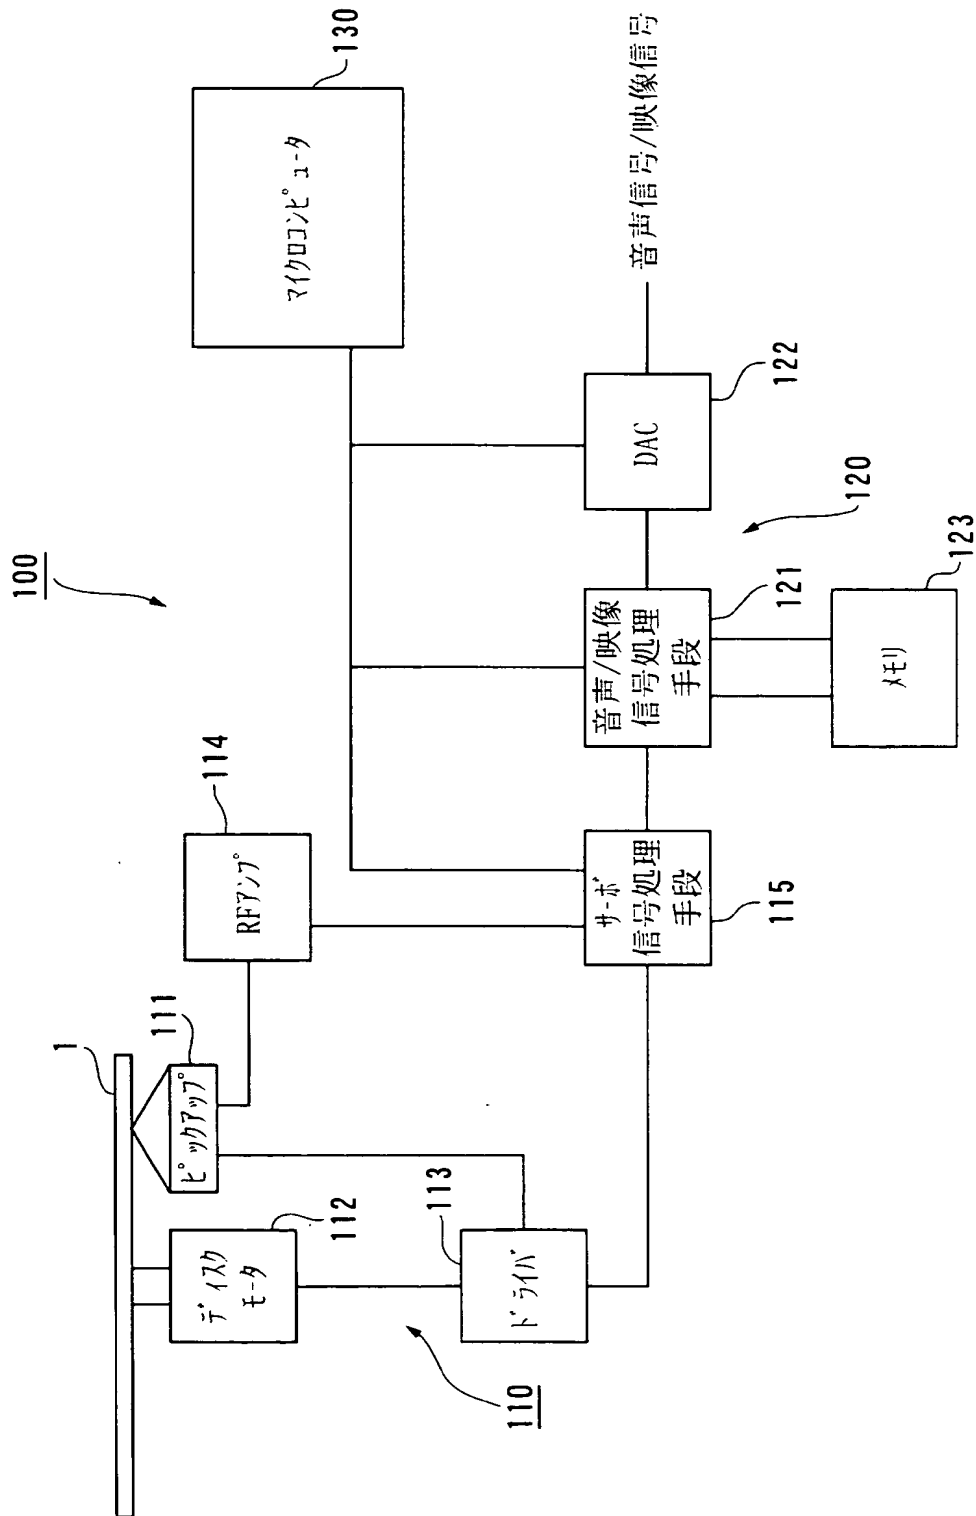 100
1
ピックアップ
111
ディスク
モータ
112
ドライバ
113
110
RFアンプ
114
サーボ
信号処理
手段
115
マイクロコンピュータ
130
音声/映像
信号処理
手段
121
DAC
122
120
メモリ
123
音声信号/映像信号